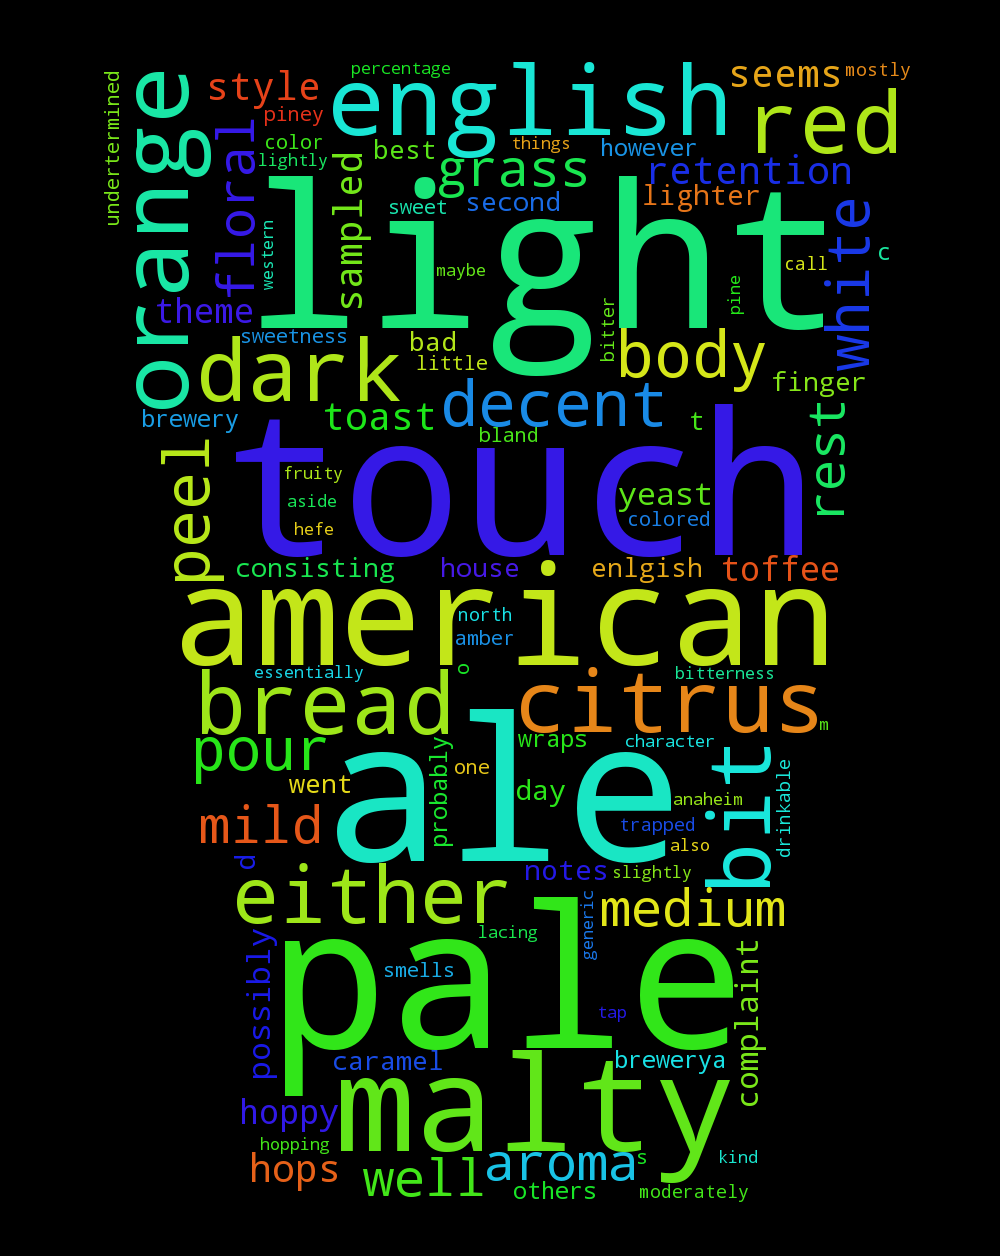 percentage
english
seems
mostly
undertermined
orange
style
piney
color
lightly
floral
best
things
however
red
grass
retention
sampled
sweet
second
lighter
light
white
western
maybe
call
c
pine
theme
sweetness
bad
little
bitter
body
finger
dark
brewery
toast
decent
bland
t
rest
peel
touch
fruity
aside
hefe
yeast
colored
consisting
house
enlgish
toffee
american
north
amber
o
essentially
bread
citrus
bitterness
m
pour
wraps
character
bit
drinkable
went
probably
one
day
anaheim
ale
mild
trapped
also
d
either
notes
slightly
medium
generic
lacing
possibly
pale
smells
complaint
tap
caramel
brewerya
malty
hoppy
hopping
hops
well
aroma
s
kind
others
moderately